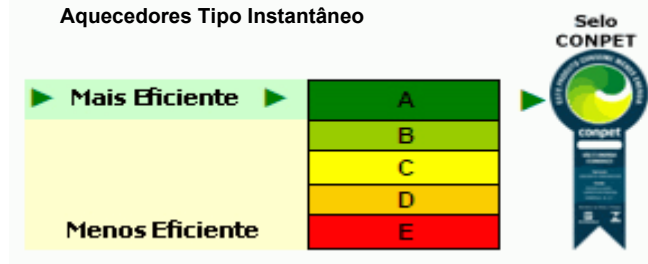 Aquecedores Tipo Instantâneo
Selo
CONPET
Mais Eficiente
A
B
C
D
Menos Eficiente
E
conpet